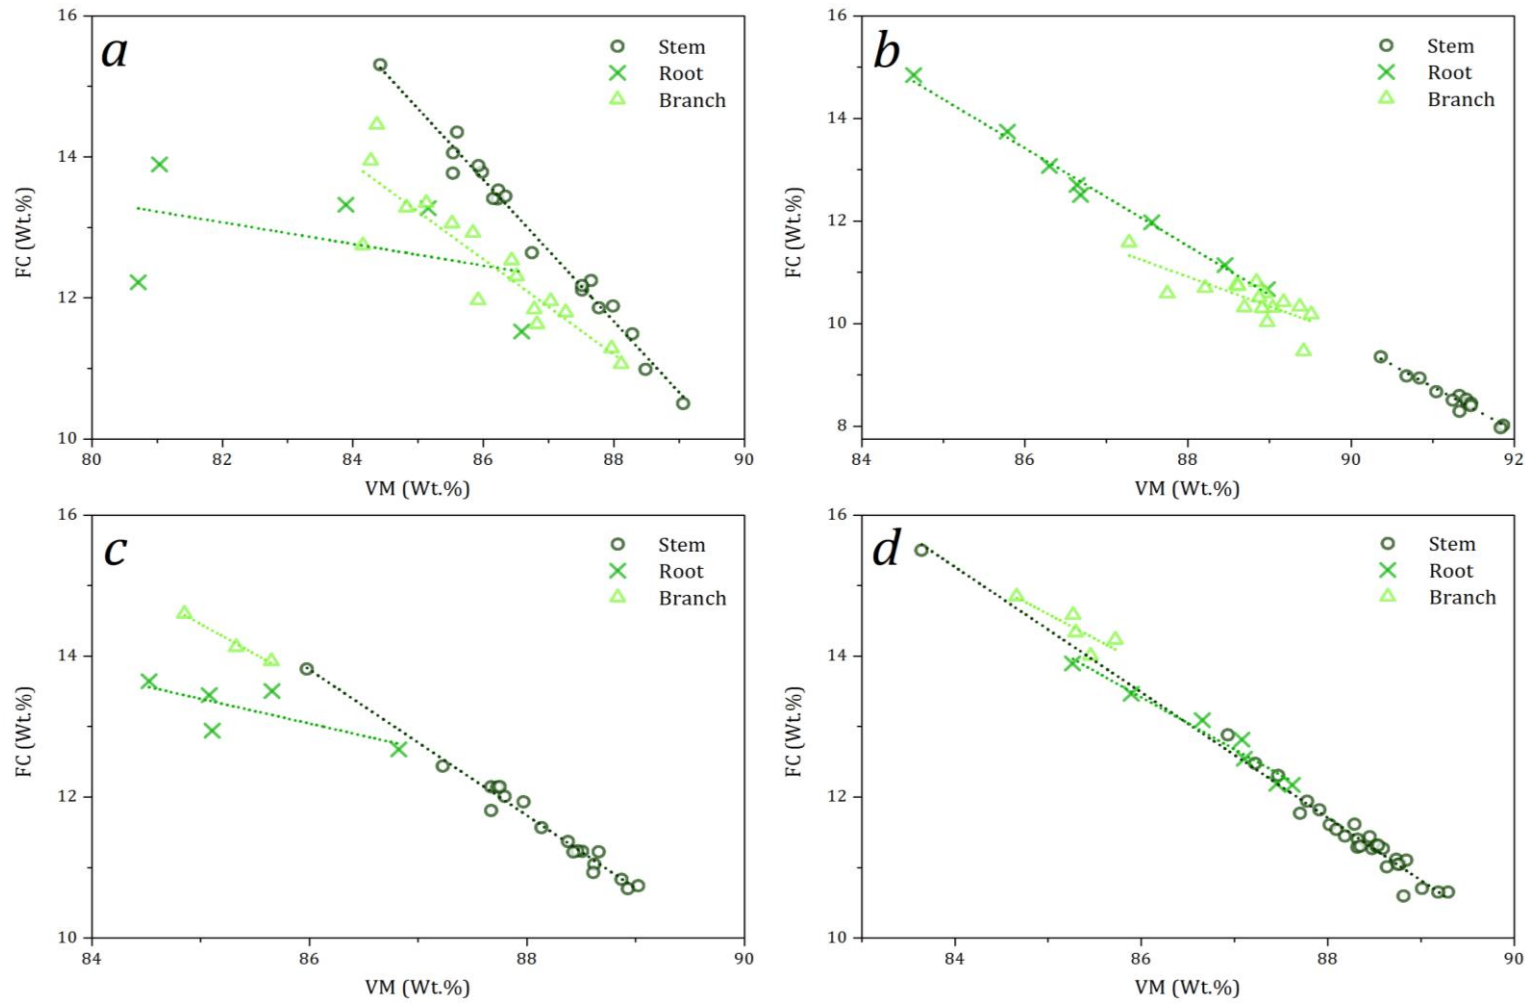 a
16
14
12
10
FC (Wt.%)
80
82
84
86
88
90
VM (Wt.%)
Stem
Root
Branch
b
16
14
12
10
8
FC (Wt.%)
84
86
88
90
92
VM (Wt.%)
Stem
Root
Branch
c
16
14
12
10
FC (Wt.%)
84
86
88
90
VM (Wt.%)
Stem
Root
Branch
d
16
14
12
10
FC (Wt.%)
84
86
88
90
VM (Wt.%)
Stem
Root
Branch